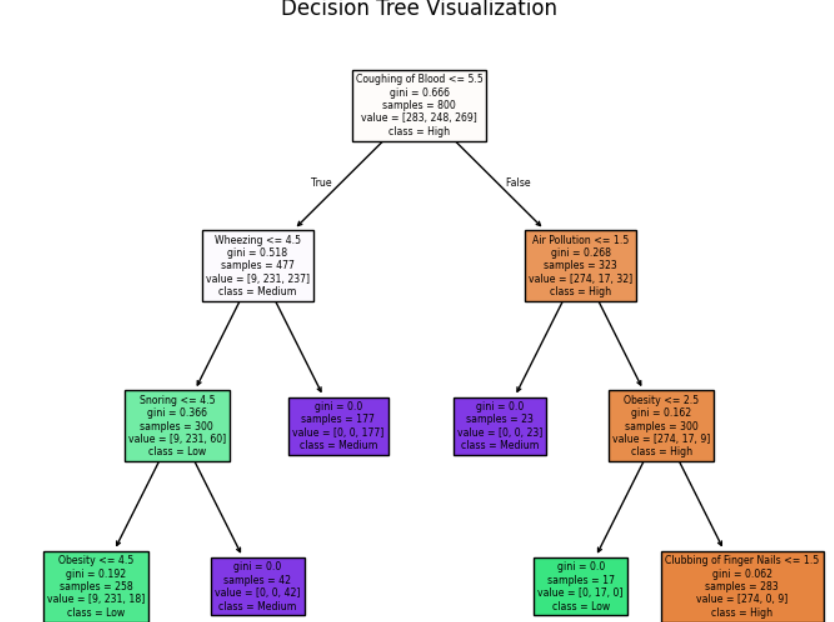 Decision Tree Visualization
Coughing of Blood <= 5.5
gini = 0.666
samples = 800
value = [283, 248, 269]
class = High
True
False
Wheezing <= 4.5
gini = 0.518
samples = 477
value = [9, 231, 237]
class = Medium
Air Pollution <= 1.5
gini = 0.268
samples = 323
value = [274, 17, 32]
class = High
Snoring <= 4.5
gini = 0.366
samples = 300
value = [9, 231, 60]
class = Low
gini = 0.0
samples = 177
value = [0, 0, 177]
class = Medium
gini = 0.0
samples = 23
value = [0, 0, 23]
class = Medium
Obesity <= 2.5
gini = 0.162
samples = 300
value = [274, 17, 9]
class = High
Obesity <= 4.5
gini = 0.192
samples = 258
value = [9, 231, 18]
class = Low
gini = 0.0
samples = 42
value = [0, 0, 42]
class = Medium
gini = 0.0
samples = 17
value = [0, 17, 0]
class = Low
Clubbing of Finger Nails <= 1.5
gini = 0.062
samples = 283
value = [274, 0, 9]
class = High